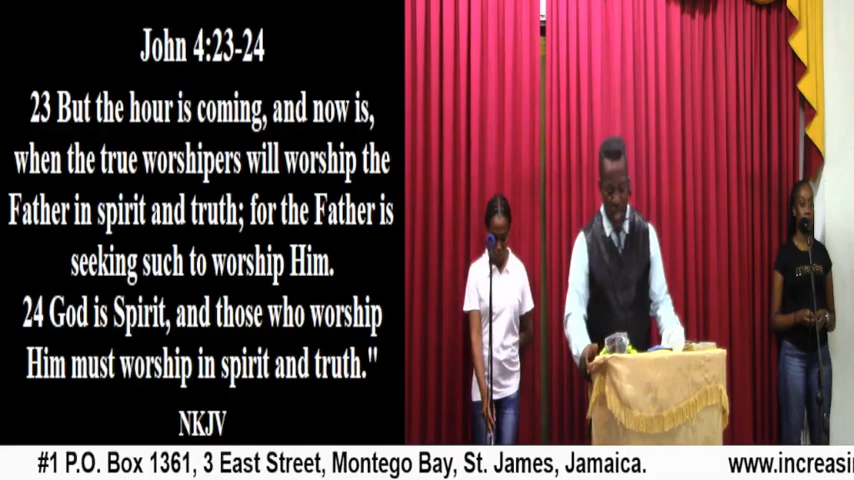 John 4:23-24
23 But the hour is coming, and now is,
when the true worshipers will worship the
Father in spirit and truth; for the Father is
seeking such to worship Him.
24 God is Spirit, and those who worship
Him must worship in spirit and truth."
NKJV
#1 P.O. Box 1361, 3 East Street, Montego Bay, St. James, Jamaica. www.increasi